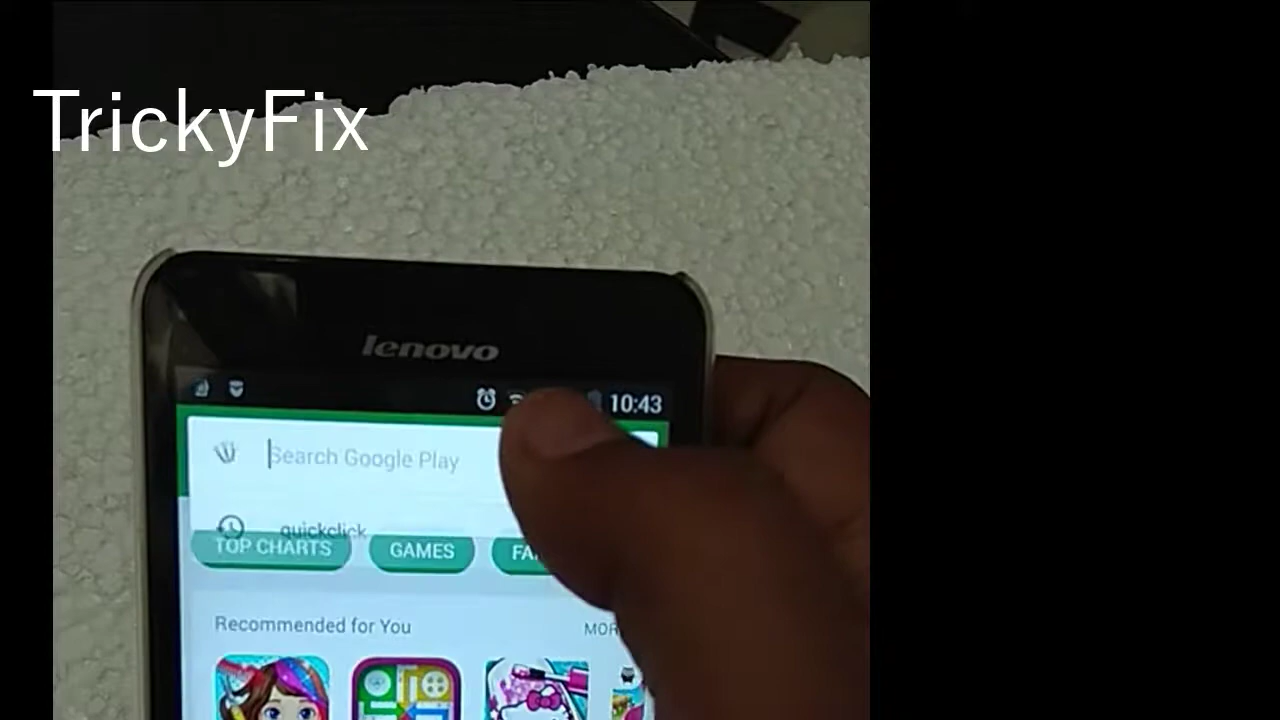 TrickyFix
lenovo
10:43
Search Google Play
quickclick
TOP CHARTS
GAMES
Recommended for You